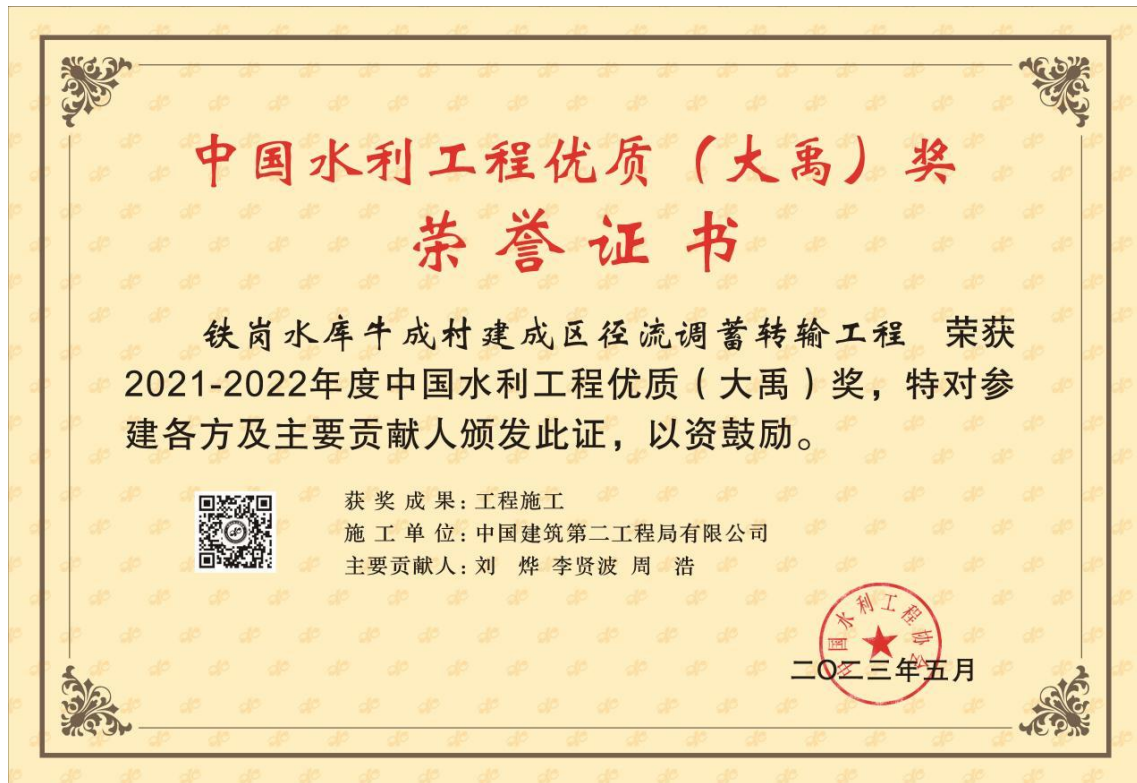 中国水利工程优质（大禹）奖
荣誉证书
铁岗水库牛成村建成区径流调蓄转输工程 荣获
2021-2022年度中国水利工程优质（大禹）奖，特对参
建各方及主要贡献人颁发此证，以资鼓励。
获奖成果：工程施工
施工单位：中国建筑第二工程局有限公司
主要贡献人：刘 烨 李贤波 周 浩
中国水利工程协会
二〇二三年五月